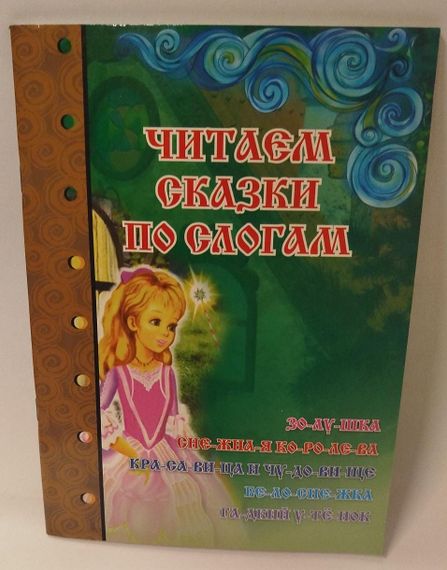 ЧИТАЕМ
СКАЗКИ
ПО СЛОГАМ
ЗО-ЛУ-ШКА
СНЕ-ЖНА-Я КО-РО-ЛЕ-ВА
КРА-СА-ВИ-ЦА И ЧУ-ДО-ВИ-ЩЕ
БЕ-ЛО-СНЕ-ЖКА
ГА-ДКИЙ У-ТЁ-НОК